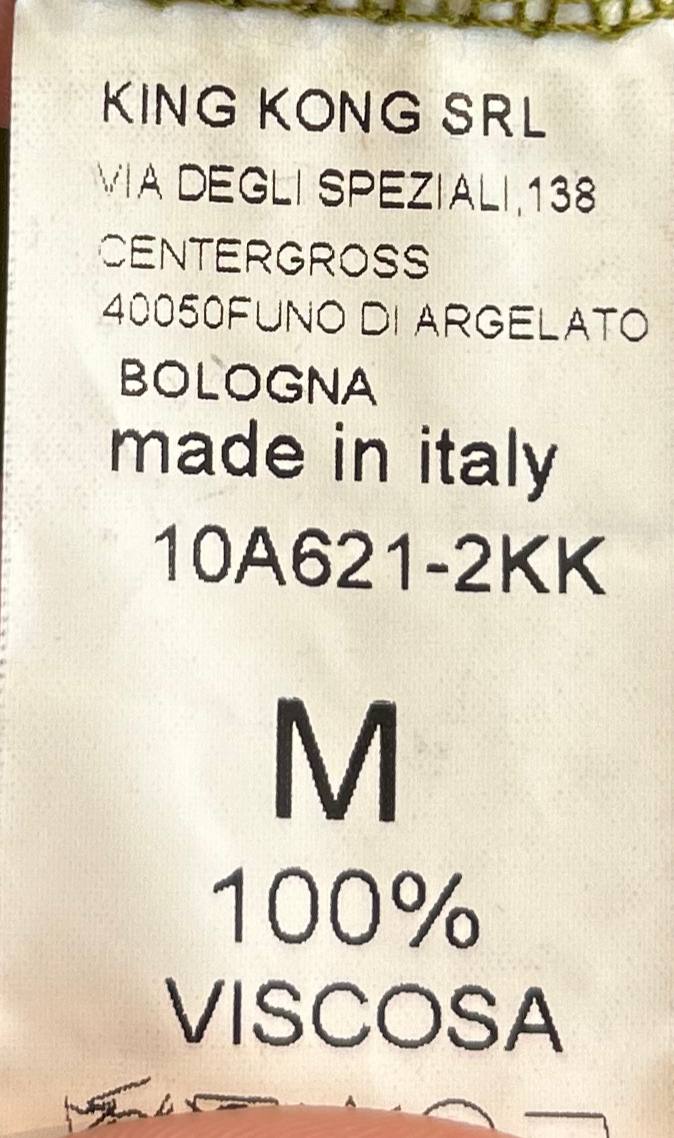 KING KONG SRL
VIA DEGLI SPEZIALI,138
CENTERGROSS
40050FUNO DI ARGELATO
BOLOGNA
made in italy
10A621-2KK
M
100%
VISCOSA